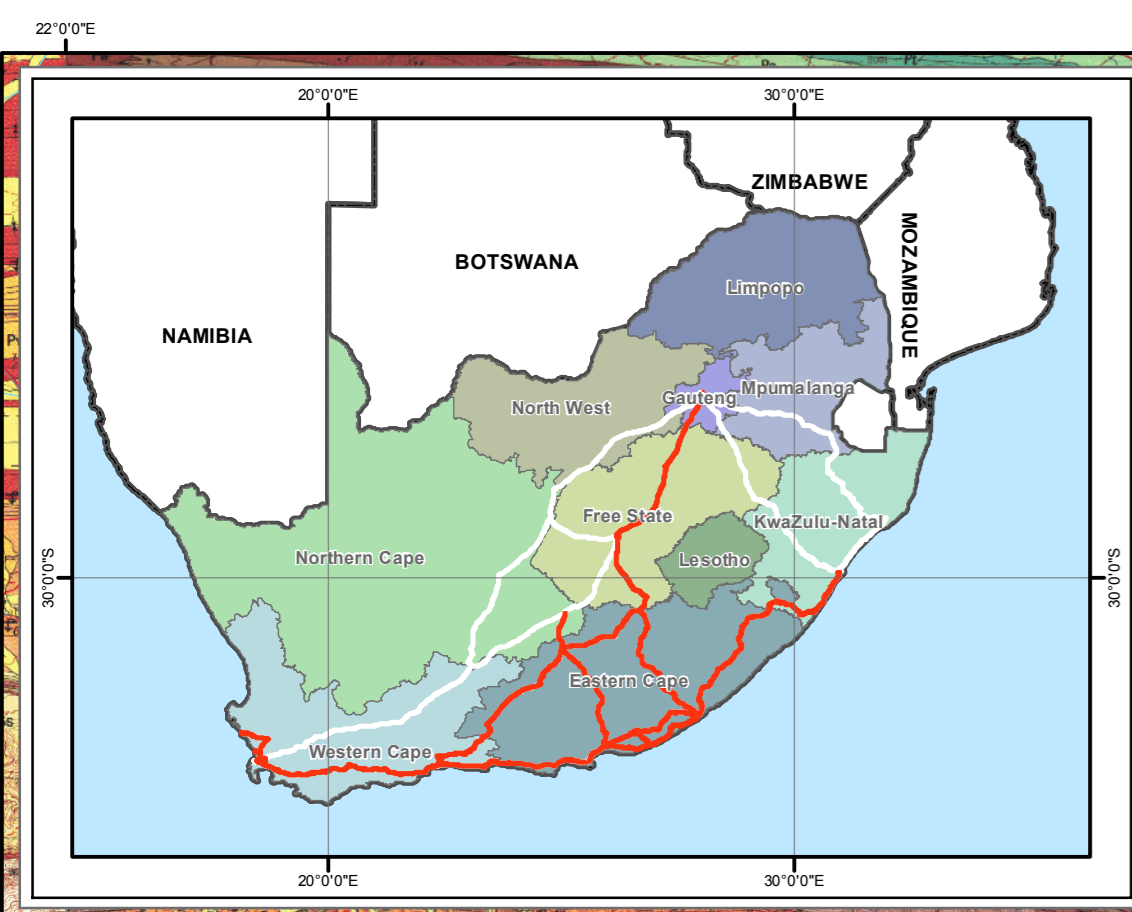 22°0'0"E
20°0'0"E
30°0'0"E
ZIMBABWE
MOZAMBIQUE
BOTSWANA
Limpopo
NAMIBIA
Mpumalanga
Gauteng
North West
Free State
KwaZulu-Natal
Northern Cape
Lesotho
30°0'0"S
30°0'0"S
Eastern Cape
Western Cape
20°0'0"E
30°0'0"E